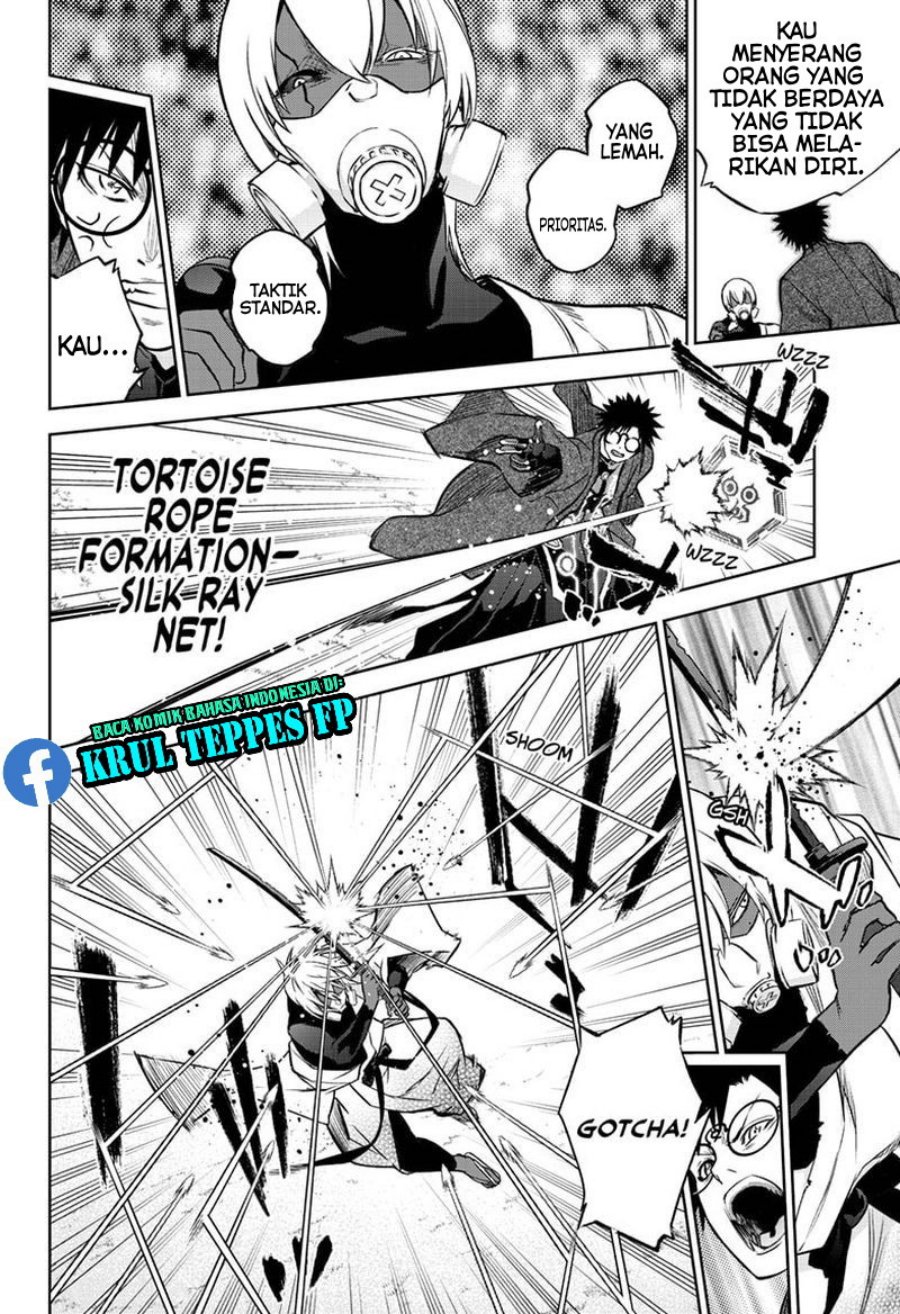 KAU
MENYERANG
ORANG YANG
TIDAK BERDAYA
YANG TIDAK
BISA MELA-
RIKAN DIRI.
YANG
LEMAH.
PRIORITAS.
TAKTIK
STANDAR.
KAU...
WZZZ
WZZZ
TORTOISE
ROPE
FORMATION—
SILK RAY
NET!
BACA KOMIK BAHASA INDONESIA DI:
KRUL TEPPES FP
GSH
SHOOM
GOTCHA!